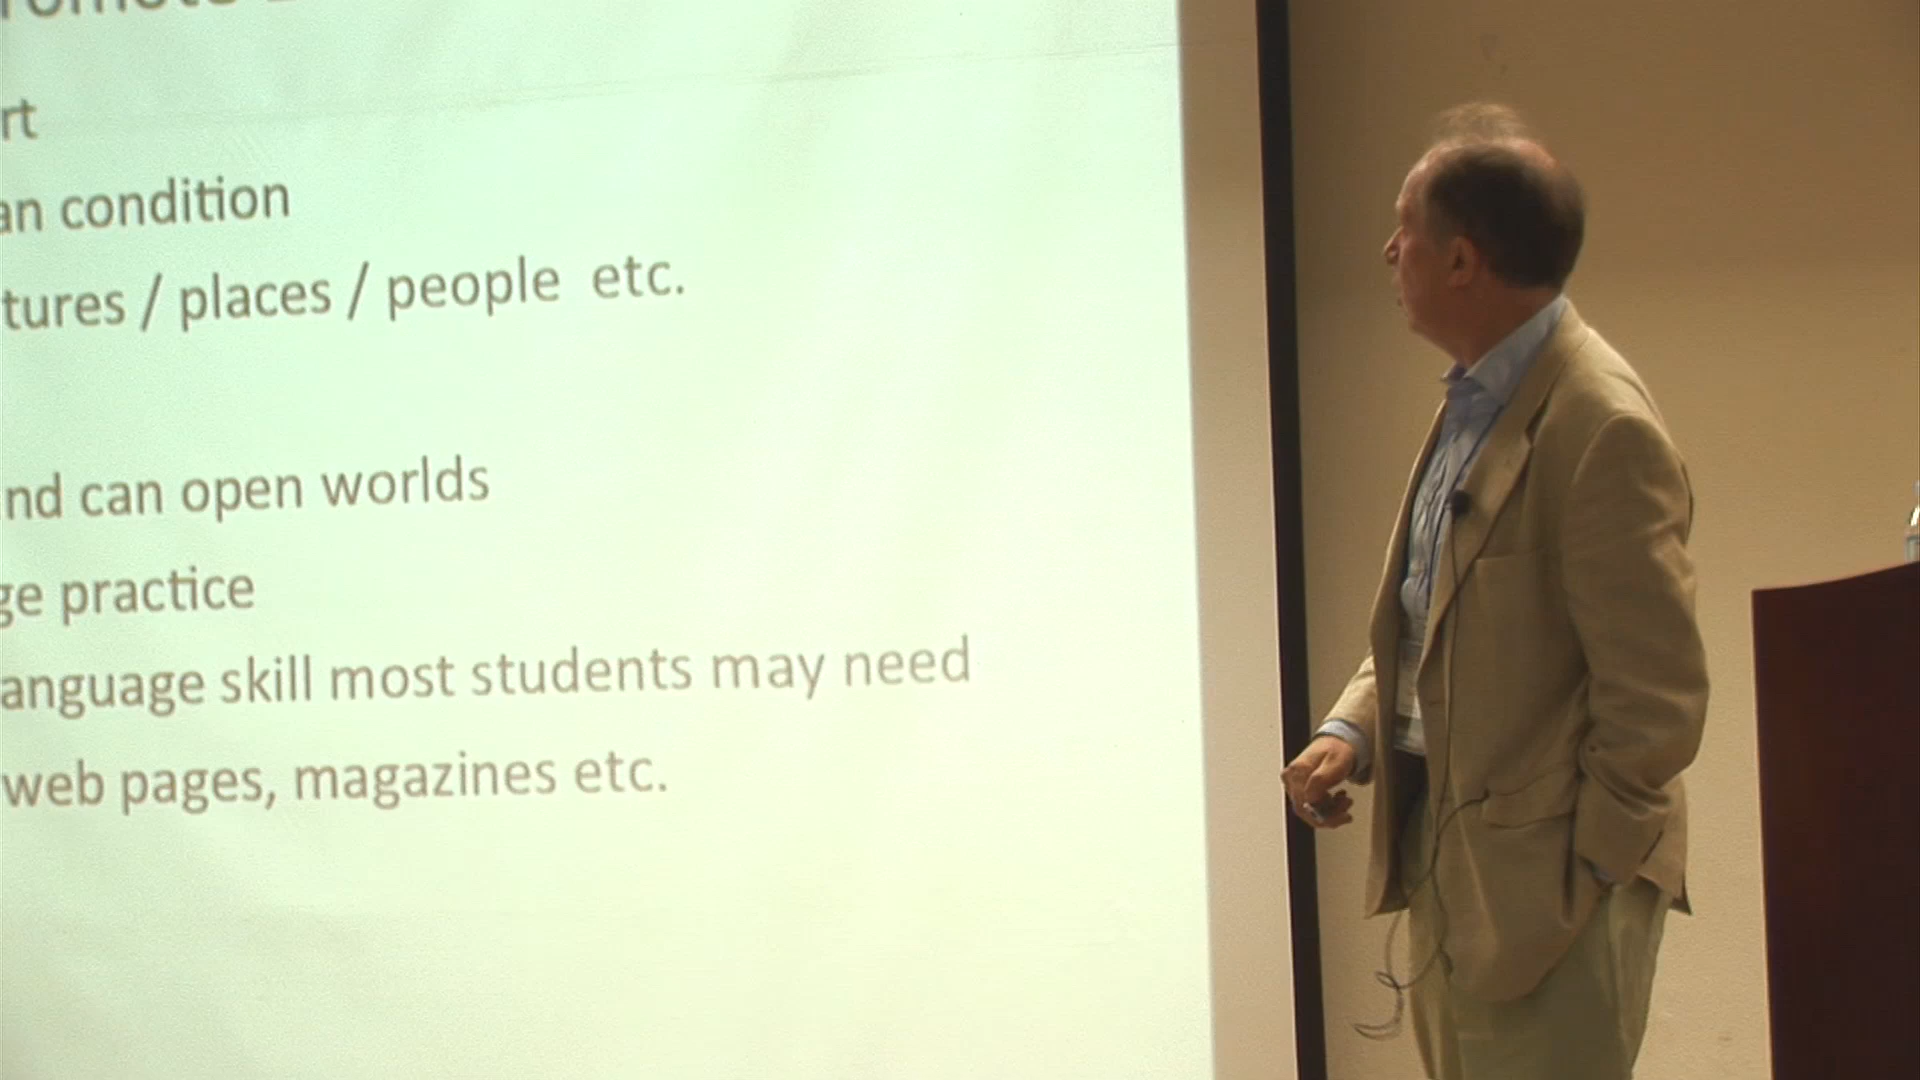 rt
an condition
tures / places / people etc.
nd can open worlds
ge practice
anguage skill most students may need
web pages, magazines etc.